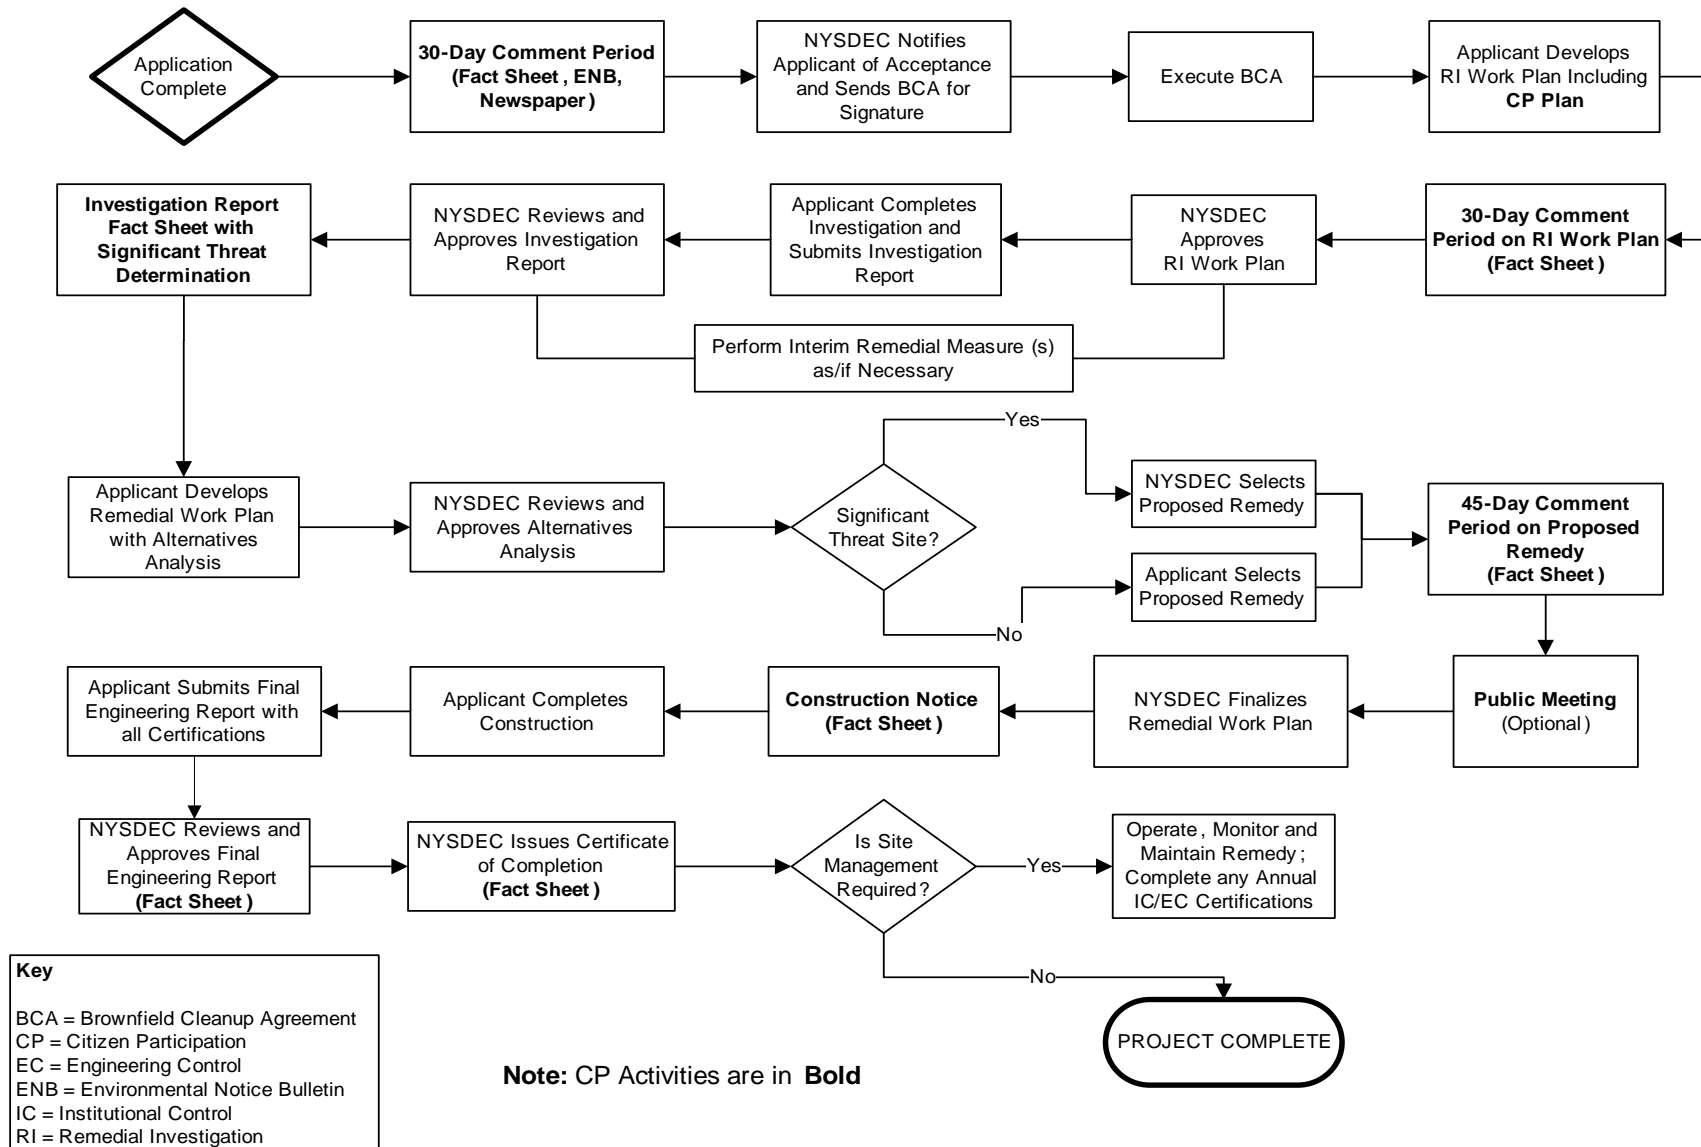 Application
Complete
30-Day Comment Period
(Fact Sheet, ENB,
Newspaper)
NYSDEC Notifies
Applicant of Acceptance
and Sends BCA for
Signature
Execute BCA
Applicant Develops
RI Work Plan Including
CP Plan
Investigation Report
Fact Sheet with
Significant Threat
Determination
NYSDEC Reviews and
Approves Investigation
Report
Applicant Completes
Investigation and
Submits Investigation
Report
NYSDEC
Approves
RI Work Plan
30-Day Comment
Period on RI Work Plan
(Fact Sheet)
Perform Interim Remedial Measure (s)
as/if Necessary
Applicant Develops
Remedial Work Plan
with Alternatives
Analysis
NYSDEC Reviews and
Approves Alternatives
Analysis
Significant
Threat Site?
Yes
No
NYSDEC Selects
Proposed Remedy
Applicant Selects
Proposed Remedy
45-Day Comment
Period on Proposed
Remedy
(Fact Sheet)
Applicant Submits Final
Engineering Report with
all Certifications
Applicant Completes
Construction
Construction Notice
(Fact Sheet)
NYSDEC Finalizes
Remedial Work Plan
Public Meeting
(Optional)
NYSDEC Reviews and
Approves Final
Engineering Report
(Fact Sheet)
NYSDEC Issues Certificate
of Completion
(Fact Sheet)
Is Site
Management
Required?
Yes
Operate, Monitor and
Maintain Remedy;
Complete any Annual
IC/EC Certifications
No
PROJECT COMPLETE
Key
BCA = Brownfield Cleanup Agreement
CP = Citizen Participation
EC = Engineering Control
ENB = Environmental Notice Bulletin
IC = Institutional Control
RI = Remedial Investigation
Note: CP Activities are in Bold